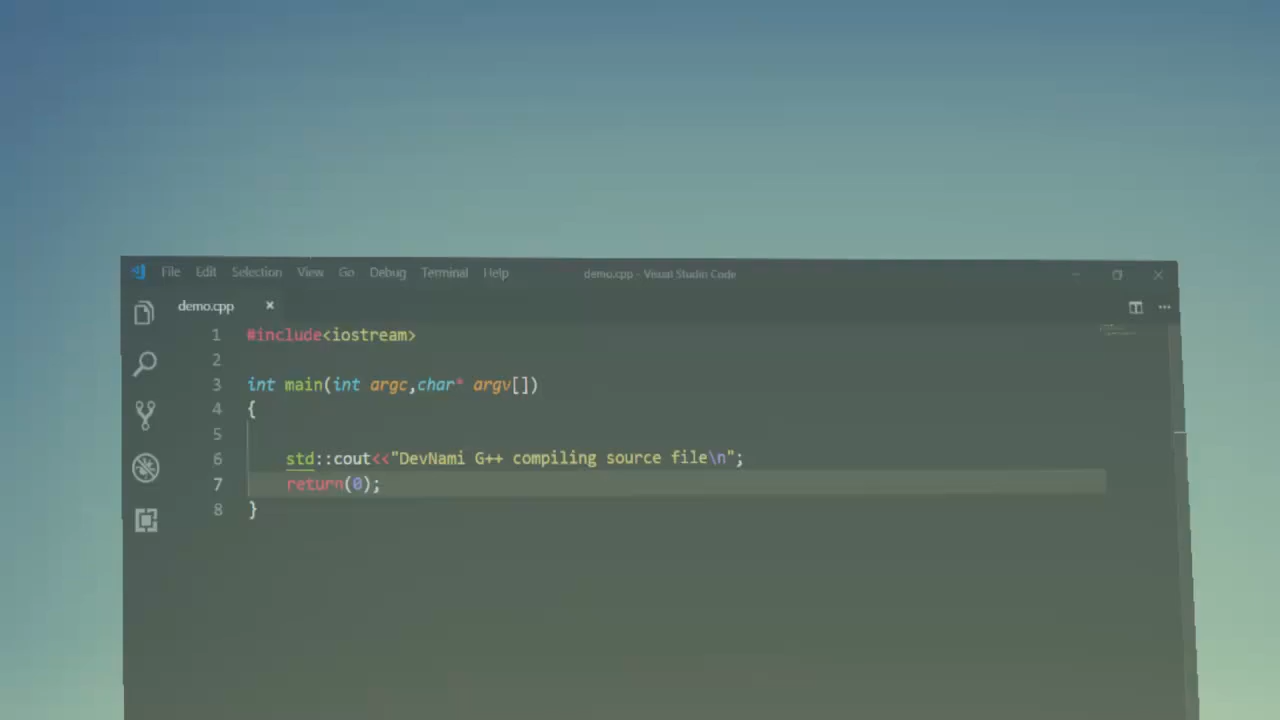 File Edit Selection View Go Debug Terminal Help demo.cpp - Visual Studio Code
demo.cpp
1 #include<iostream>
2
3 int main(int argc,char* argv[])
4 {
5
6 std::cout<<"DevNami G++ compiling source file\n";
7 return(0);
8 }